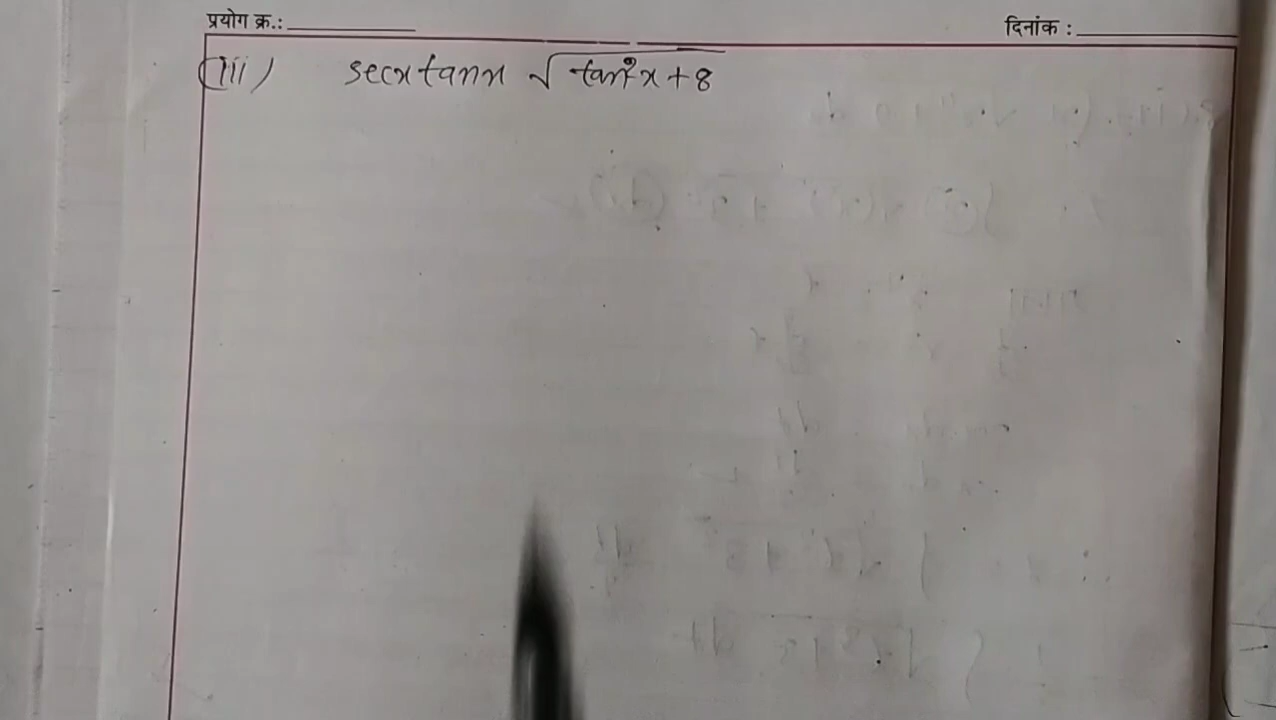 प्रयोग क्र.: दिनांक :
(iii) secx tanx √tan²x + 8